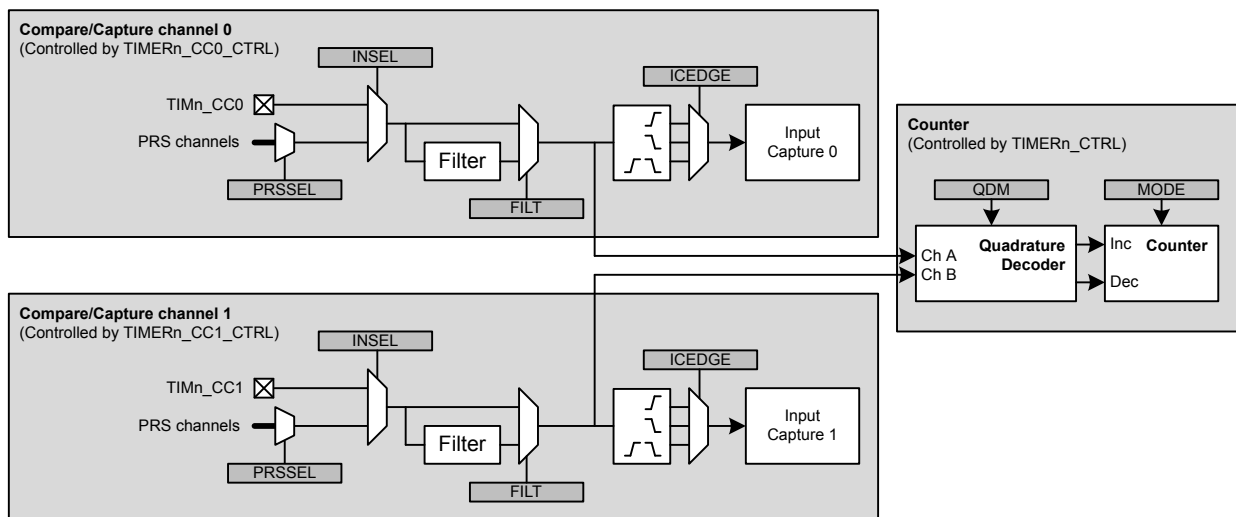 Compare/Capture channel 0
(Controlled by TIMERn_CC0_CTRL)
INSEL
ICEDGE
TIMn_CC0
PRS channels
Filter
Input
Capture 0
PRSSEL
FILT
Counter
(Controlled by TIMERn_CTRL)
QDM
MODE
Ch A
Ch B
Quadrature
Decoder
Inc
Dec
Counter
Compare/Capture channel 1
(Controlled by TIMERn_CC1_CTRL)
INSEL
ICEDGE
TIMn_CC1
PRS channels
Filter
Input
Capture 1
PRSSEL
FILT